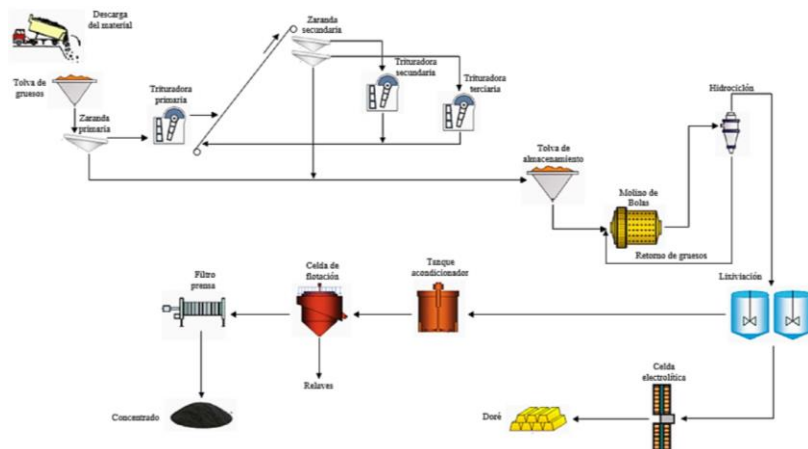 Descarga
del material
Tolva de
gruesos
Zaranda
primaria
Trituradora
primaria
Zaranda
secundaria
Trituradora
secundaria
Trituradora
terciaria
Tolva de
almacenamiento
Hidrociclón
Molino de
Bolas
Retorno de gruesos
Lixiviación
Tanque
acondicionador
Celda de
flotación
Filtro
prensa
Relaves
Concentrado
Celda
electrolítica
Doré